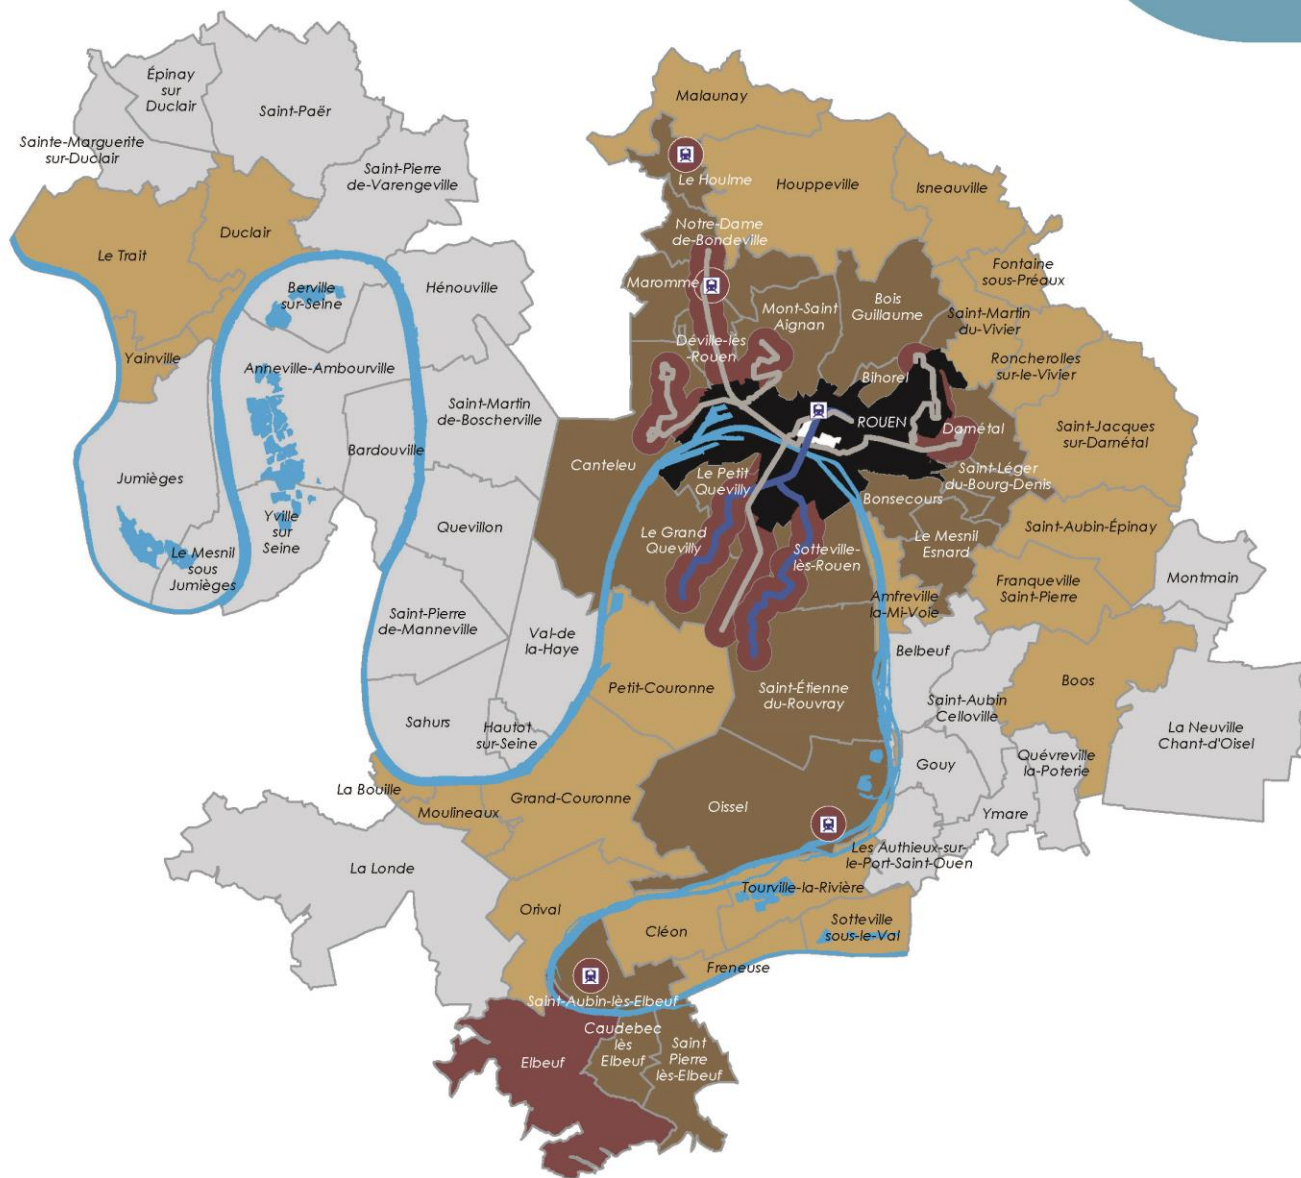 Épinay
sur
Duclair
Saint-Paër
Sainte-Marguerite
sur-Duclair
Saint-Pierre
de-Varengeville
Le Trait
Duclair
Yainville
Berville
sur-Seine
Hénouville
Anneville-Ambourville
Saint-Martin
de-Boscherville
Bardouville
Jumièges
Yville
sur
Seine
Le Mesnil
sous
Jumièges
Quevillon
Saint-Pierre
de-Manneville
Val-de
la-Haye
Sahurs
Hautot
sur-Seine
Malaunay
Le Houlme
Houppeville
Isneauville
Notre-Dame
de-Bondeville
Fontaine
sous-Préaux
Maromme
Mont-Saint
Aignan
Bois
Guillaume
Saint-Martin
du-Vivier
Déville-lès
-Rouen
Bihorel
Roncherolles
sur-le-Vivier
ROUEN
Darnétal
Saint-Jacques
sur-Darnétal
Canteleu
Le Petit
Quevilly
Saint-Léger
du-Bourg-Denis
Bonsecours
Le Grand
Quevilly
Sotteville-
lès-Rouen
Le Mesnil
Esnard
Saint-Aubin-Épinay
Franqueville
Saint-Pierre
Montmain
Amfreville
la-Mi-Voie
Belbeuf
Boos
Petit-Couronne
Saint-Étienne
du-Rouvray
Saint-Aubin
Celloville
La Neuville
Chant-d'Oisel
Gouy
Quévreville
la-Poterie
Ymare
La Bouille
Moulineaux
Grand-Couronne
Oissel
Les Authieux-sur-
le-Port-Saint-Ouen
La Londe
Orival
Tourville-la-Rivière
Cléon
Sotteville
sous-le-Val
Freneuse
Saint-Aubin-lès-Elbeuf
Elbeuf
Caudebec
lès
Elbeuf
Saint
Pierre
lès-Elbeuf